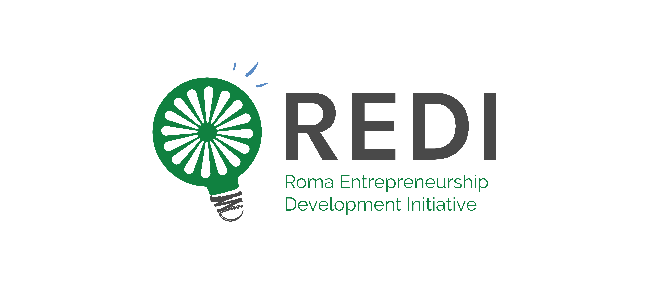 REDI
Roma Entrepreneurship
Development Initiative